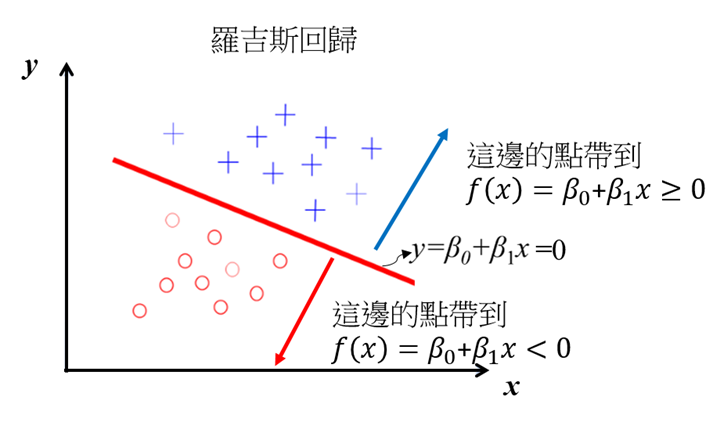 羅吉斯回歸
y
這邊的點帶到
f(x) = β₀+β₁x ≥ 0
y=β₀+β₁x=0
這邊的點帶到
f(x) = β₀+β₁x < 0
x